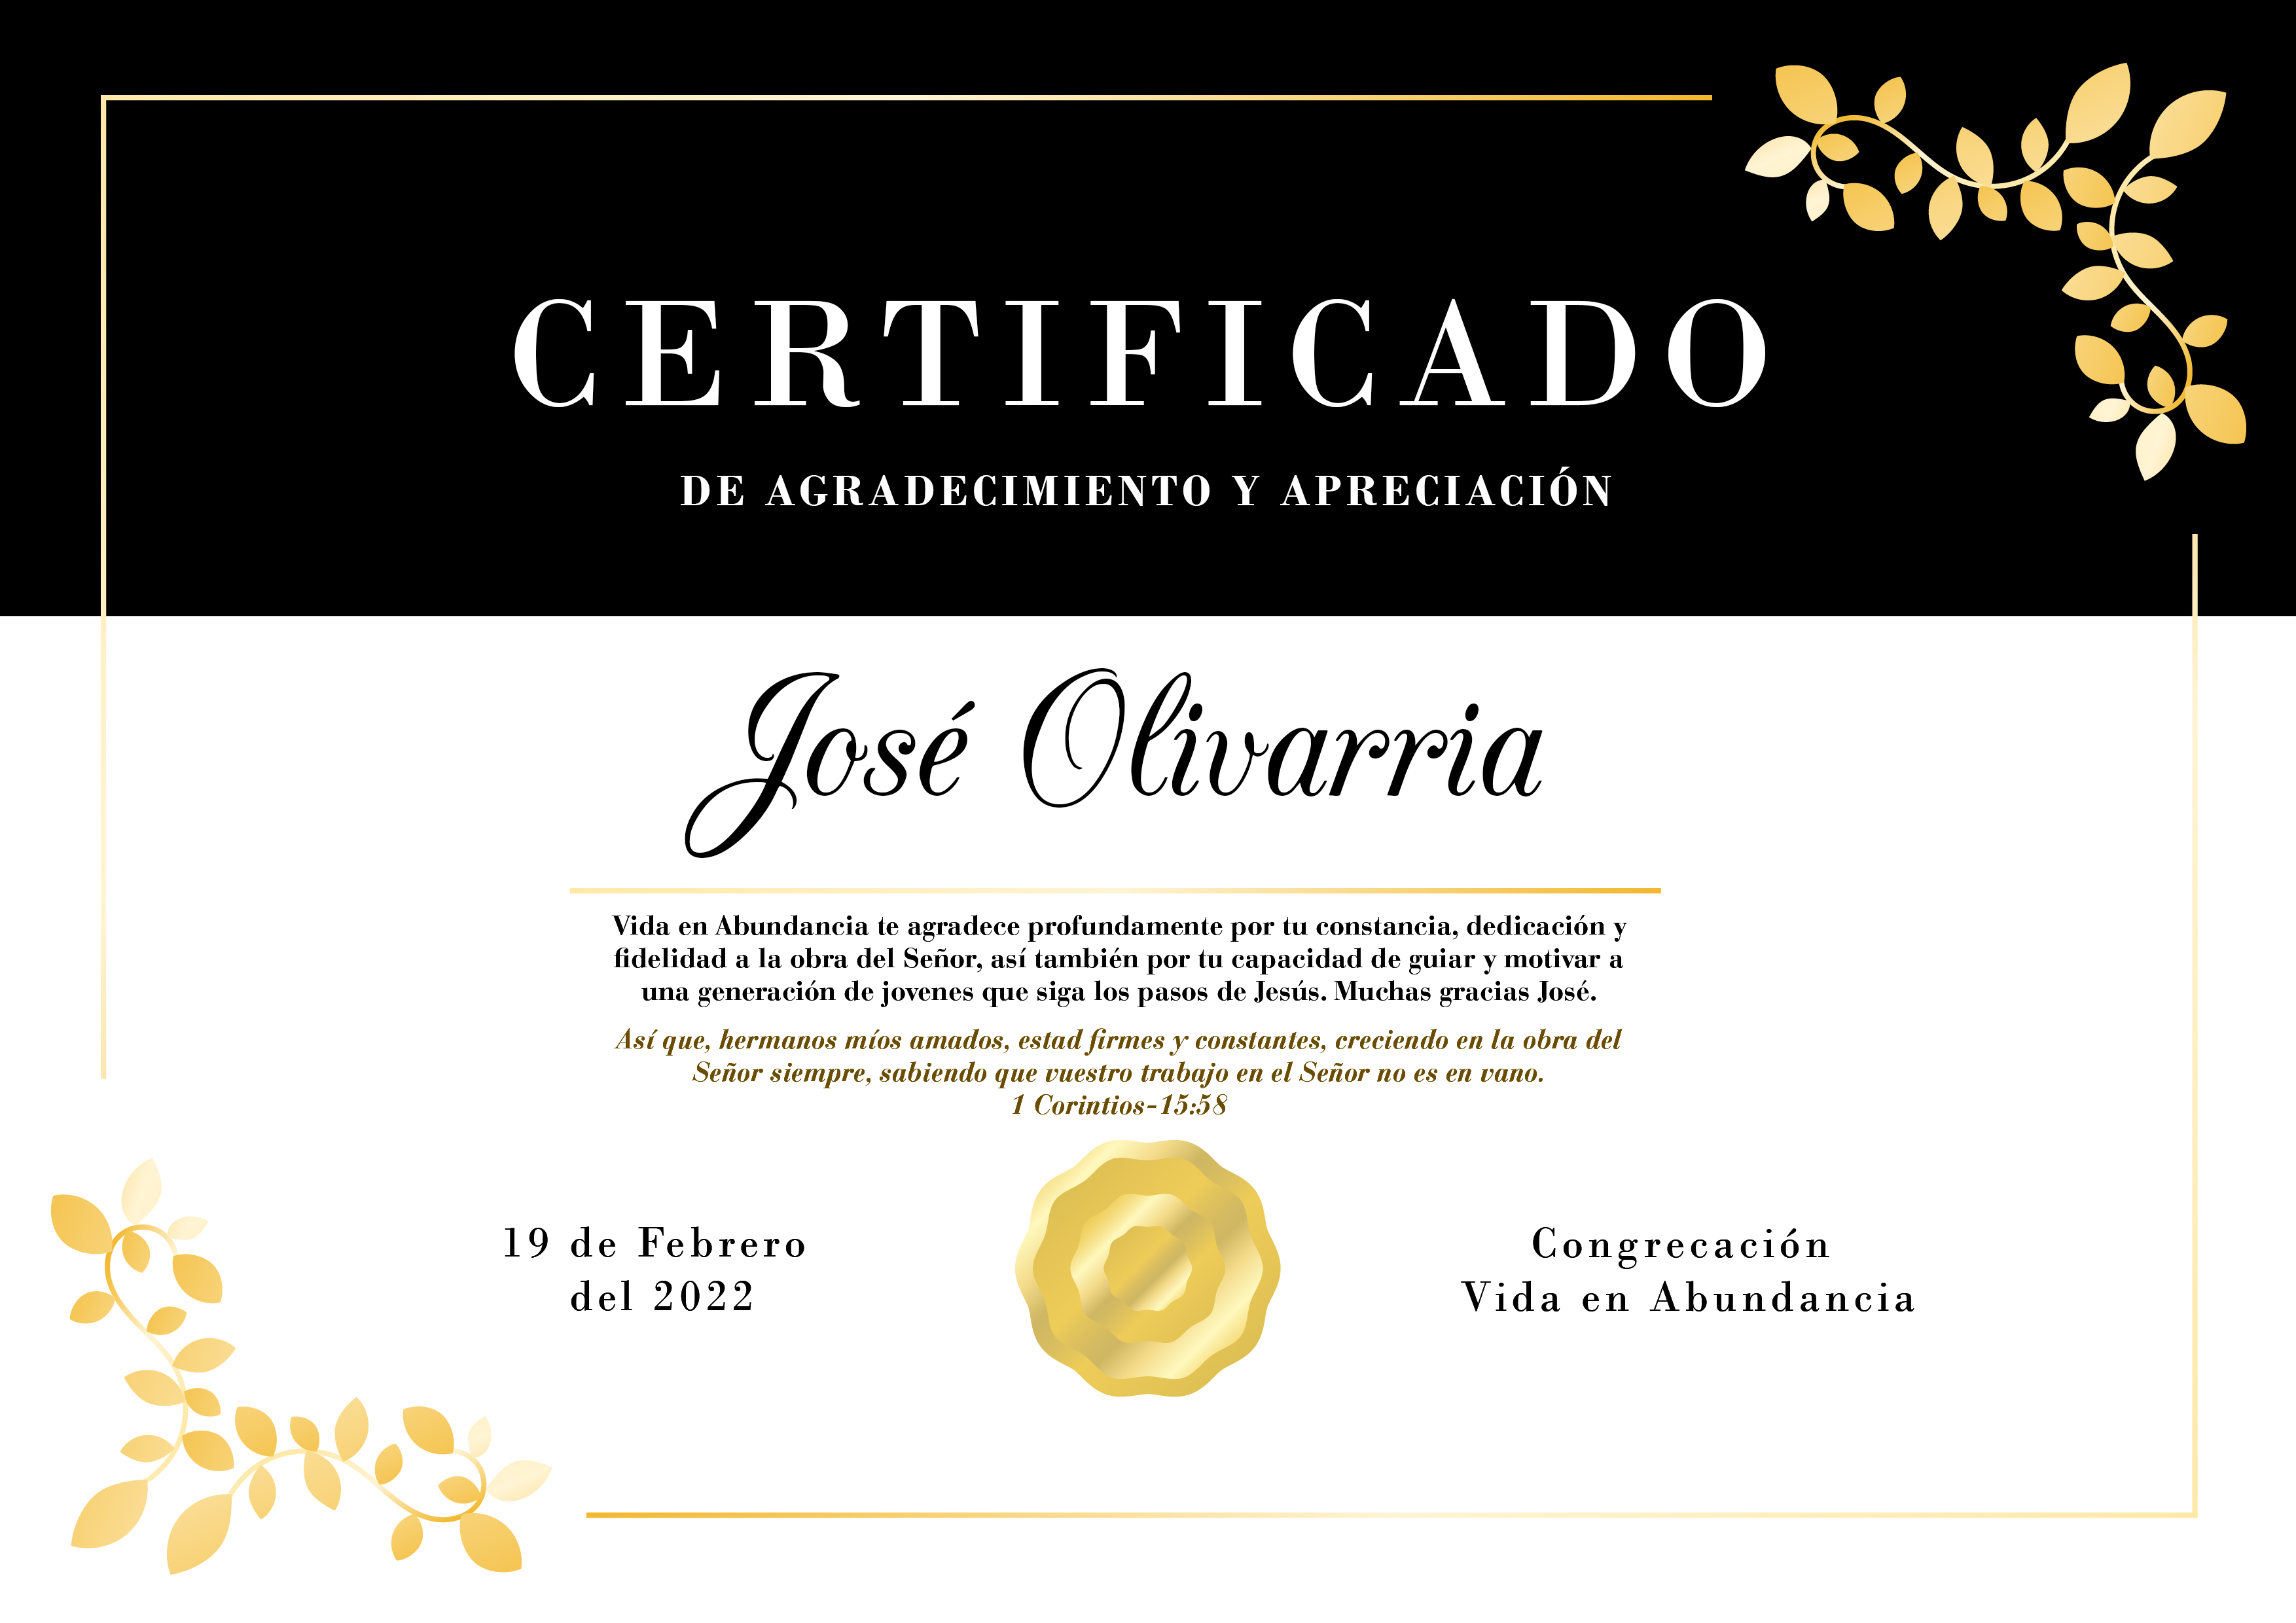 CERTIFICADO
DE AGRADECIMIENTO Y APRECIACIÓN
José Olivarria
Vida en Abundancia te agradece profundamente por tu constancia, dedicación y
fidelidad a la obra del Señor, así también por tu capacidad de guiar y motivar a
una generación de jovenes que siga los pasos de Jesús. Muchas gracias José.
Así que, hermanos míos amados, estad firmes y constantes, creciendo en la obra del
Señor siempre, sabiendo que vuestro trabajo en el Señor no es en vano.
1 Corintios-15:58
19 de Febrero
del 2022
Congrecación
Vida en Abundancia